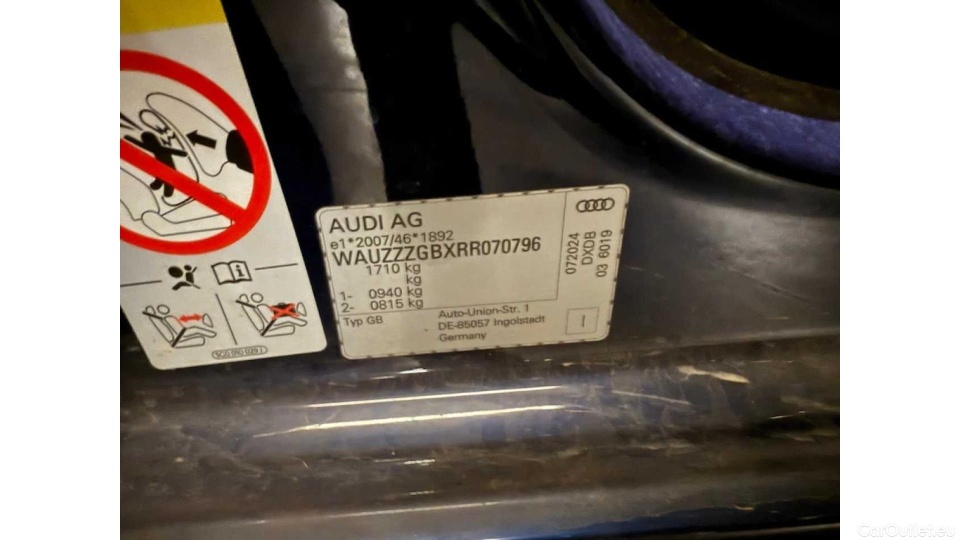 AUDI AG
e1*2007/46*1892
WAUZZZGBXRR070796
1710 kg
kg
1- 0940 kg
2- 0815 kg
Typ GB
Auto-Union-Str. 1
DE-85057 Ingolstadt
Germany
072024
DXDB
03 6019
CarOutlet.eu